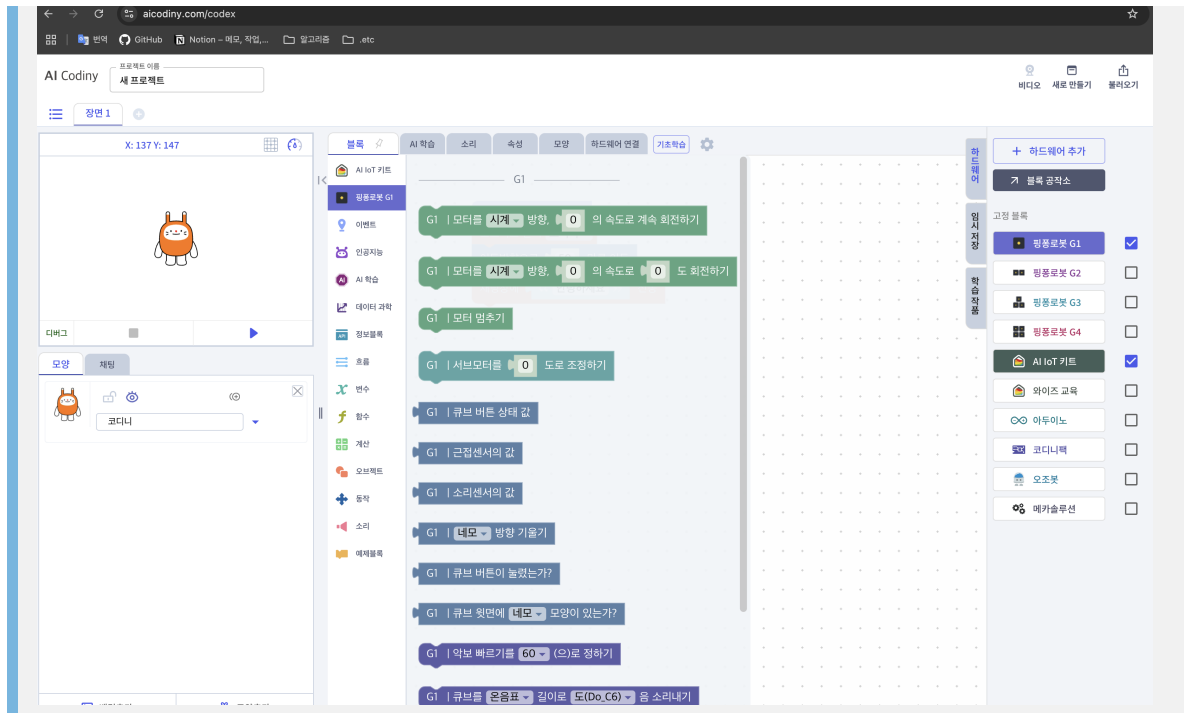 aicodiny.com/codex
번역 GitHub Notion – 메모, 작업,... 알고리즘 .etc
AI Codiny
프로젝트 이름
새 프로젝트
비디오 새로 만들기 불러오기
장면 1
X: 137 Y: 147
디버그
모양 채팅
코디니
블록 AI 학습 소리 속성 모양 하드웨어 연결 기초학습
AI IoT 키트
핑퐁로봇 G1
이벤트
인공지능
AI 학습
데이터 과학
정보블록
흐름
변수
함수
계산
오브젝트
동작
소리
예제블록
G1
G1 | 모터를 시계 방향, 0 의 속도로 계속 회전하기
G1 | 모터를 시계 방향, 0 의 속도로 0 도 회전하기
G1 | 모터 멈추기
G1 | 서보모터를 0 도로 조정하기
G1 | 큐브 버튼 상태 값
G1 | 근접센서의 값
G1 | 소리센서의 값
G1 | 네모 방향 기울기
G1 | 큐브 버튼이 눌렸는가?
G1 | 큐브 윗면에 네모 모양이 있는가?
G1 | 악보 빠르기를 60 (으)로 정하기
G1 | 큐브를 온음표 길이로 도(Do_C6) 음 소리내기
하드웨어
임시저장
학습작품
+ 하드웨어 추가
블록 공작소
고정 블록
핑퐁로봇 G1
핑퐁로봇 G2
핑퐁로봇 G3
핑퐁로봇 G4
AI IoT 키트
와이즈 교육
아두이노
코디니팩
오조봇
메카솔루션